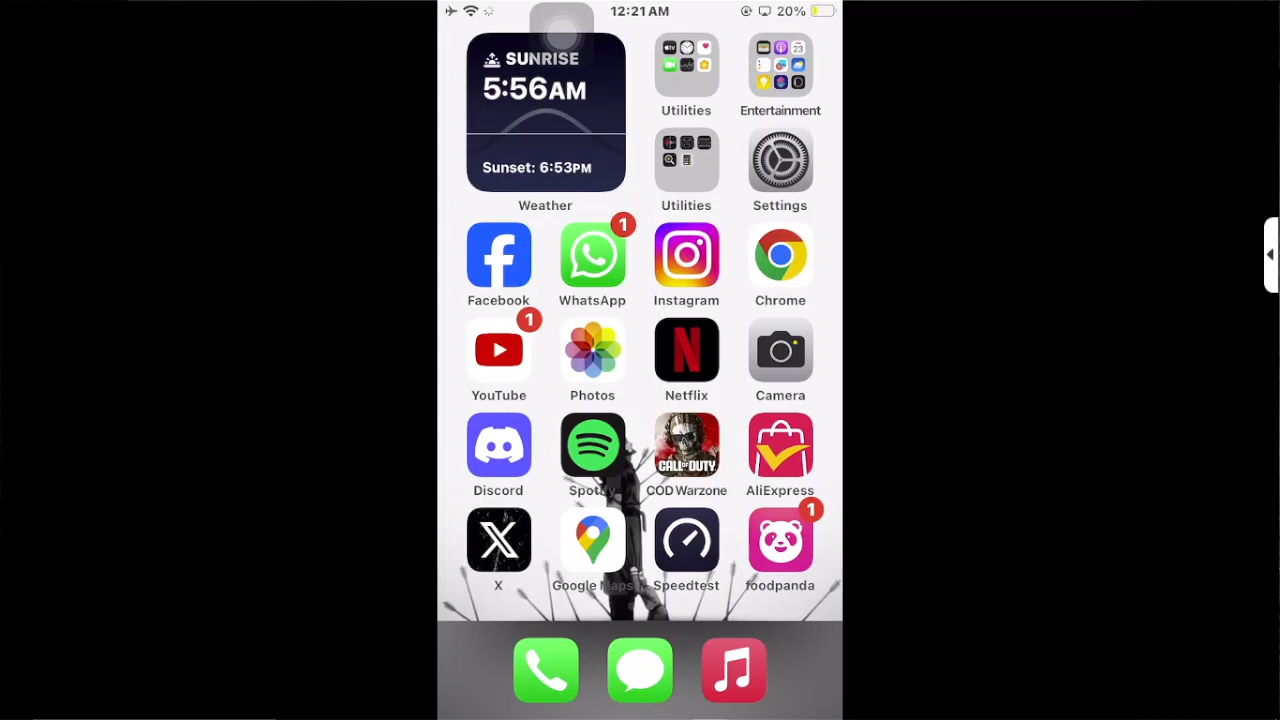 12:21 AM 20%
SUNRISE
5:56AM
Sunset: 6:53PM
Weather
Utilities
Entertainment
23
Utilities
Settings
1
Facebook
WhatsApp
Instagram
Chrome
1
YouTube
Photos
Netflix
Camera
CALL OF DUTY
Discord
Spotify
COD Warzone
AliExpress
1
X
Google Maps
Speedtest
foodpanda